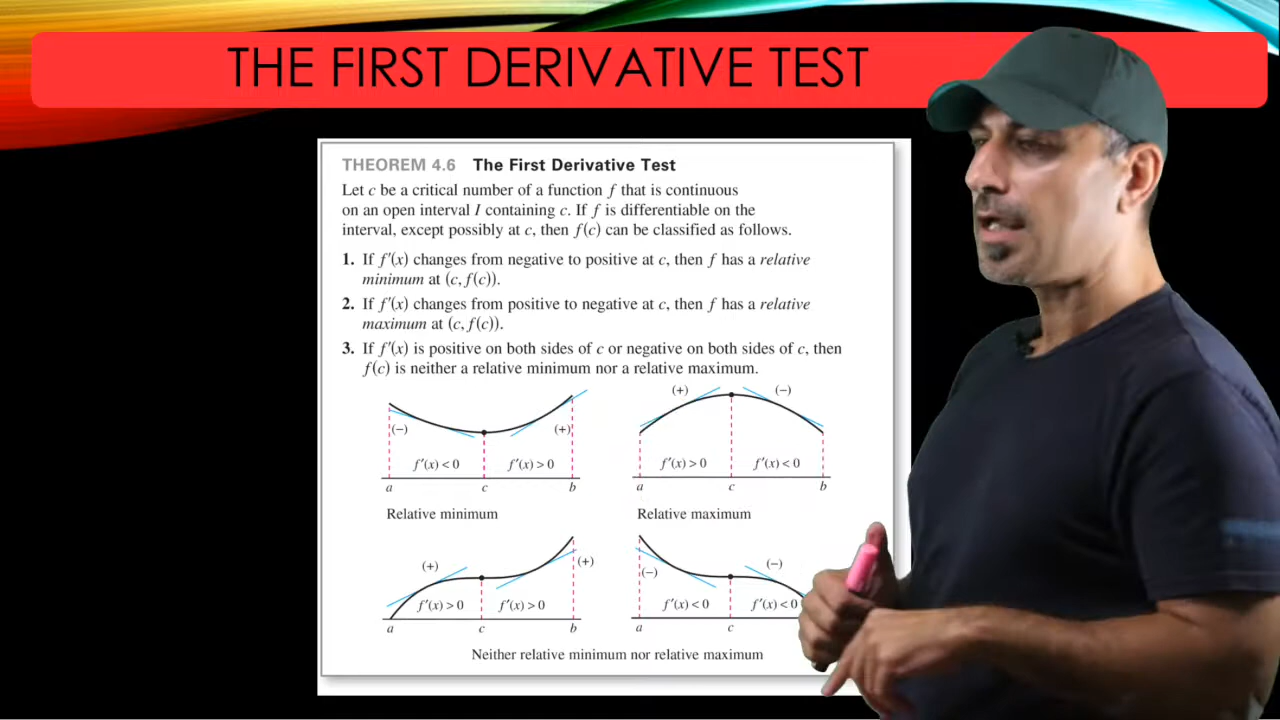 THE FIRST DERIVATIVE TEST
THEOREM 4.6 The First Derivative Test
Let c be a critical number of a function f that is continuous
on an open interval I containing c. If f is differentiable on the
interval, except possibly at c, then f(c) can be classified as follows.
1. If f′(x) changes from negative to positive at c, then f has a relative
minimum at (c, f(c)).
2. If f′(x) changes from positive to negative at c, then f has a relative
maximum at (c, f(c)).
3. If f′(x) is positive on both sides of c or negative on both sides of c, then
f(c) is neither a relative minimum nor a relative maximum.
(−) (+)
f′(x) < 0 f′(x) > 0
a c b
Relative minimum
(+) (−)
f′(x) > 0 f′(x) < 0
a c b
Relative maximum
(+) (+)
f′(x) > 0 f′(x) > 0
a c b
(−) (−)
f′(x) < 0 f′(x) < 0
a c
Neither relative minimum nor relative maximum